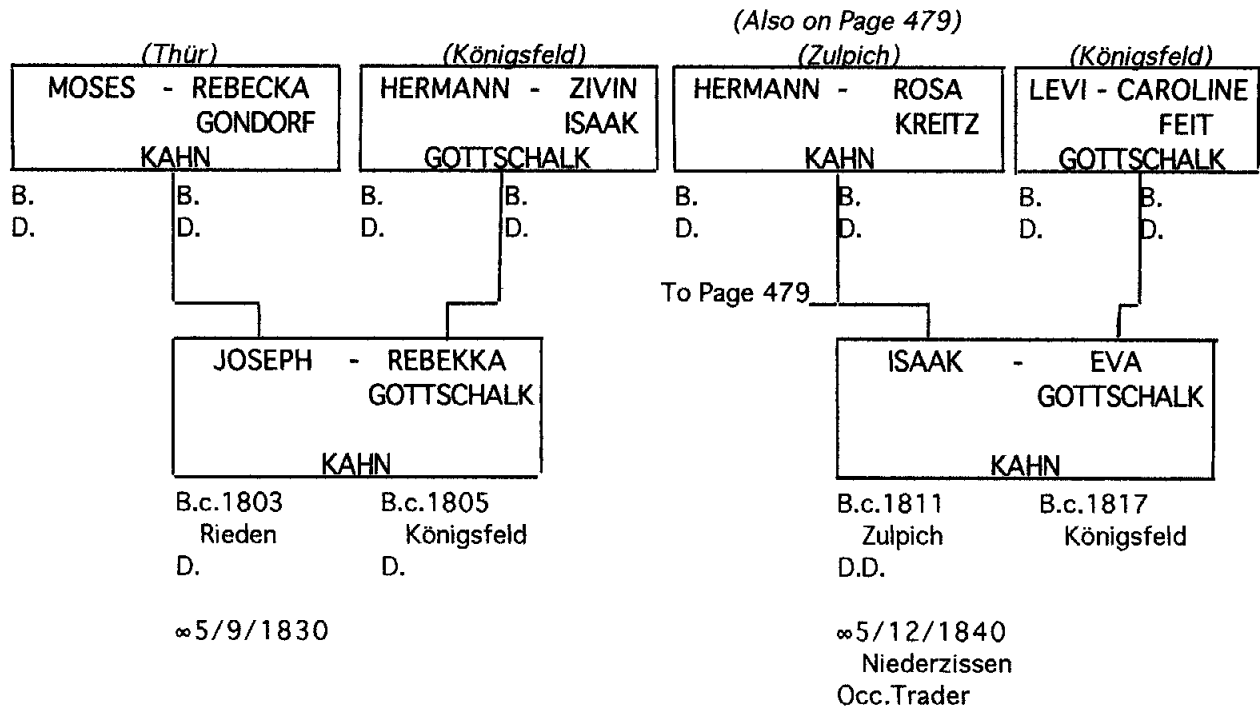 (Also on Page 479)
(Thür) (Königsfeld) (Zulpich) (Königsfeld)
MOSES - REBECKA HERMANN - ZIVIN HERMANN - ROSA LEVI - CAROLINE
GONDORF ISAAK KREITZ FEIT
KAHN GOTTSCHALK KAHN GOTTSCHALK
B. B. B. B. B. B. B. B.
D. D. D. D. D. D. D. D.
To Page 479
JOSEPH - REBEKKA ISAAK - EVA
GOTTSCHALK GOTTSCHALK
KAHN KAHN
B.c.1803 B.c.1805 B.c.1811 B.c.1817
Rieden Königsfeld Zulpich Königsfeld
D. D. D.D.
∞5/9/1830 ∞5/12/1840
Niederzissen
Occ.Trader